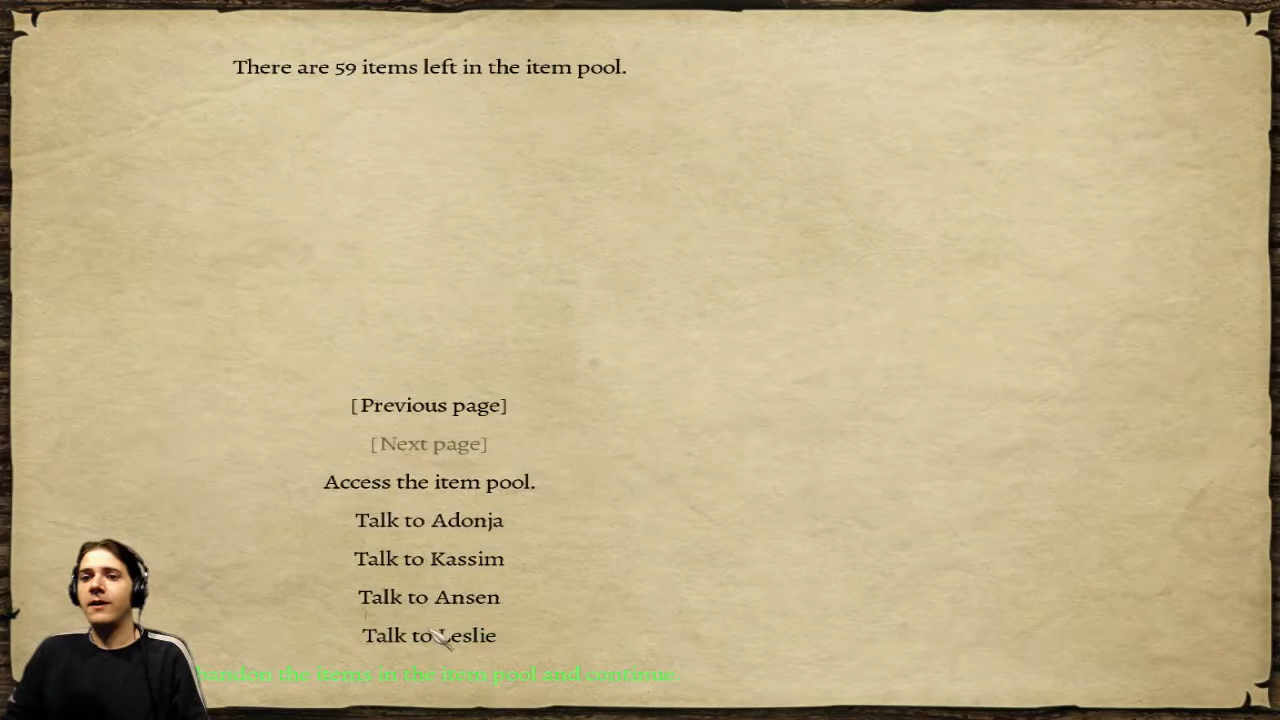 There are 59 items left in the item pool.
[Previous page]
[Next page]
Access the item pool.
Talk to Adonja
Talk to Kassim
Talk to Ansen
Talk to Leslie
the items in the item pool and continue.